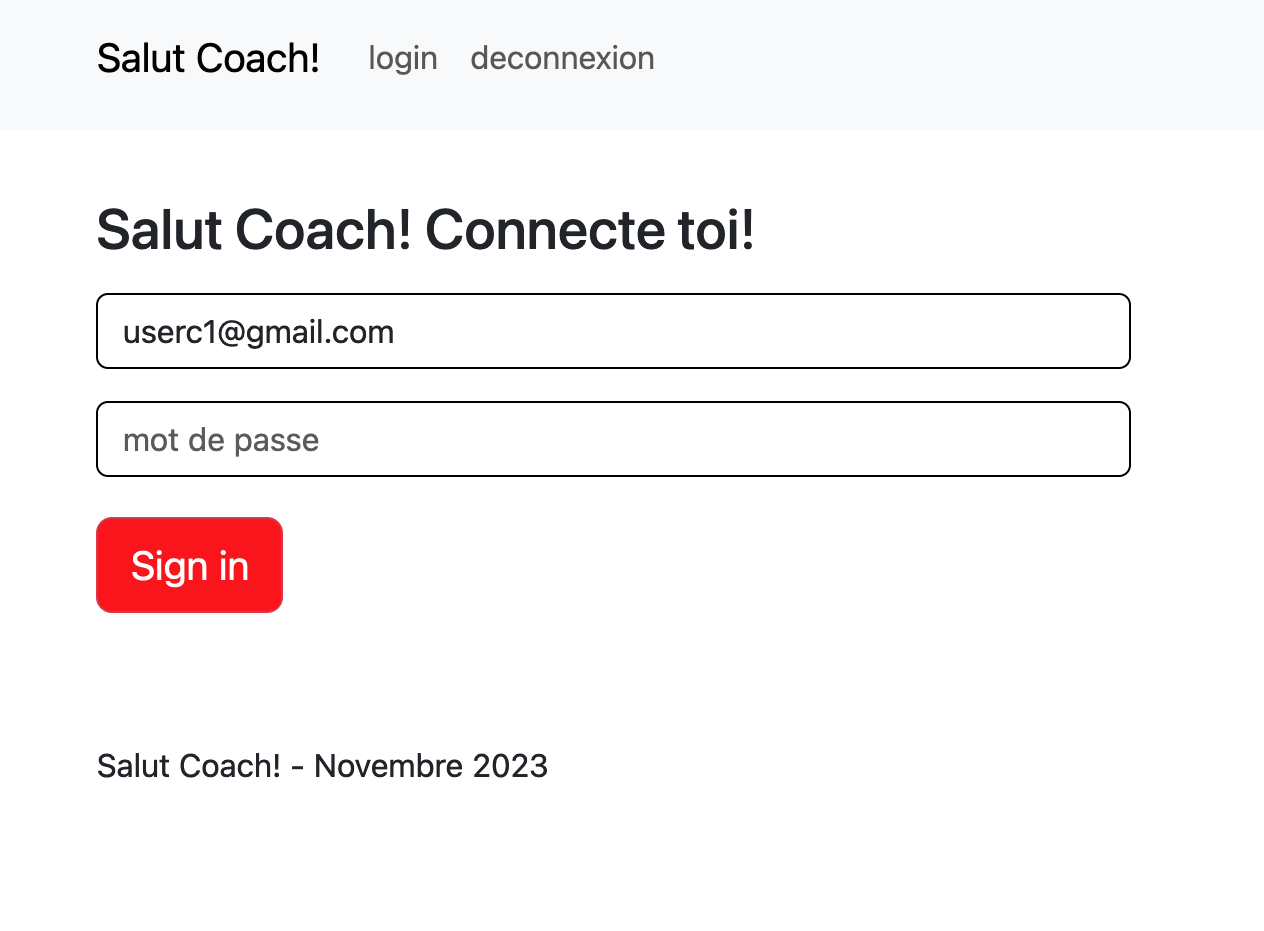 Salut Coach! login deconnexion
Salut Coach! Connecte toi!
userc1@gmail.com
mot de passe
Sign in
Salut Coach! - Novembre 2023